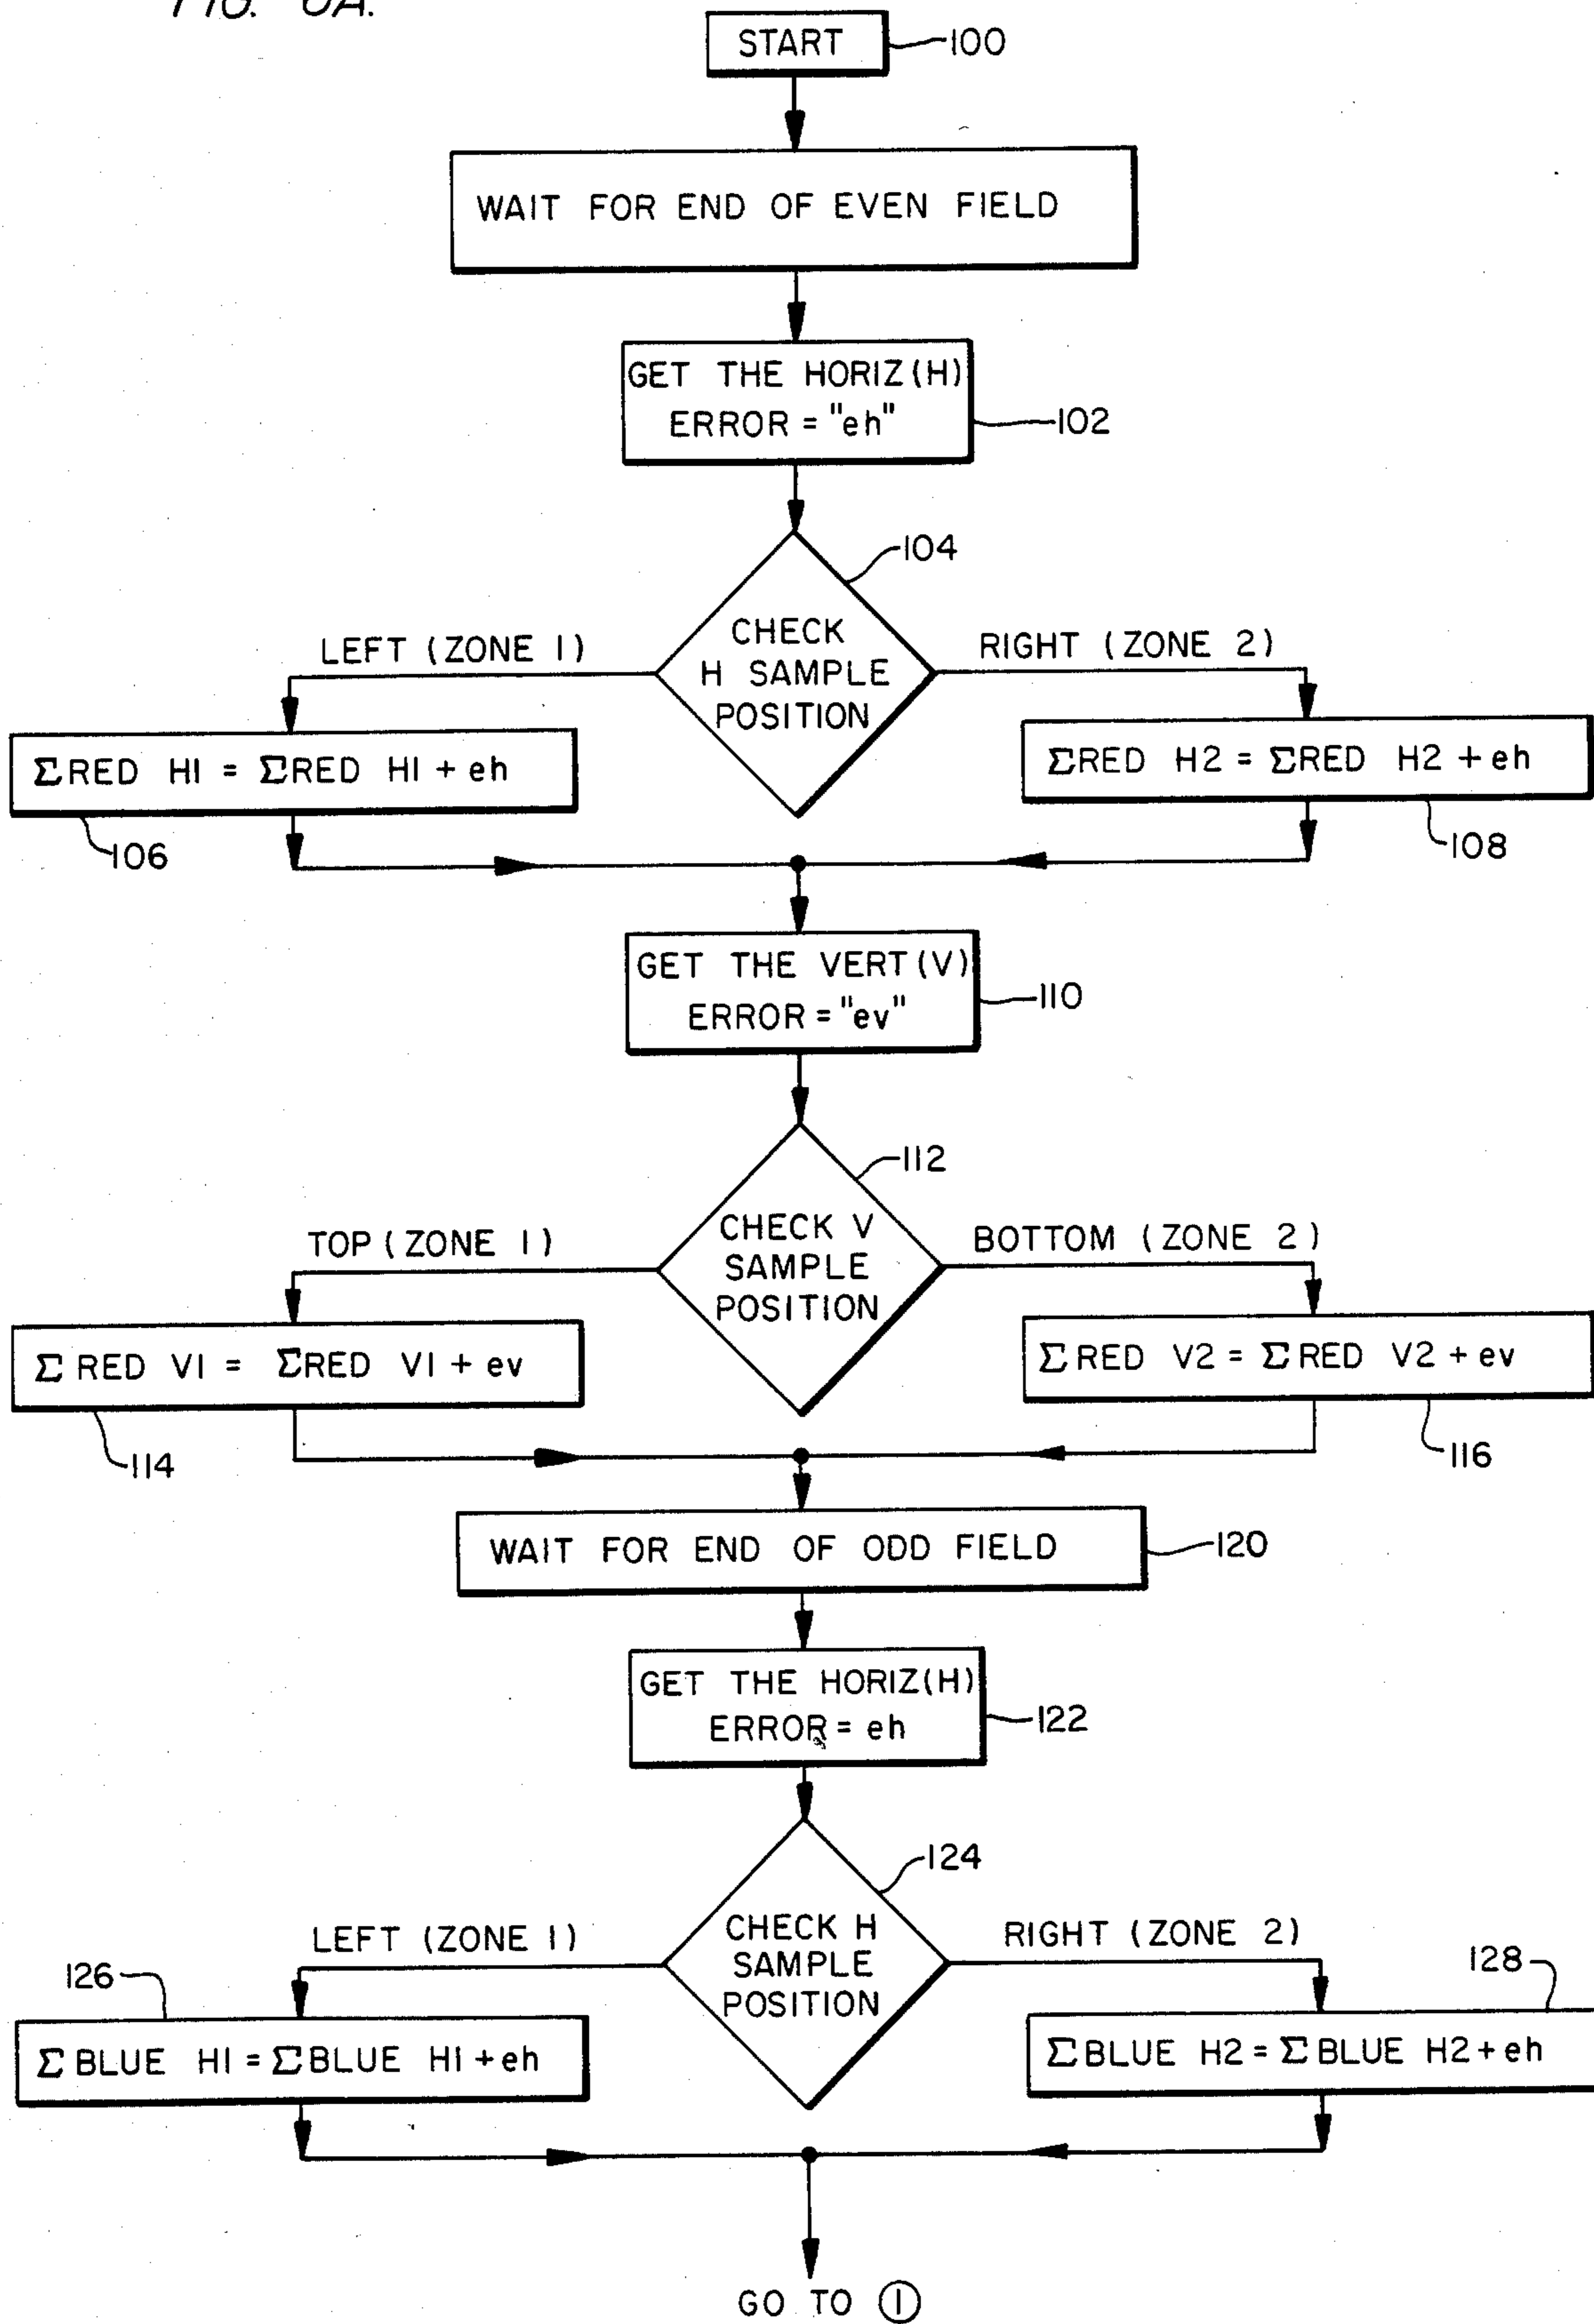 FIG. 6A.
START
100
WAIT FOR END OF EVEN FIELD
GET THE HORIZ(H)
ERROR = "eh"
102
104
CHECK
H SAMPLE
POSITION
LEFT (ZONE 1)
RIGHT (ZONE 2)
ΣRED H1 = ΣRED H1 + eh
ΣRED H2 = ΣRED H2 + eh
106
108
GET THE VERT(V)
ERROR = "ev"
110
112
CHECK V
SAMPLE
POSITION
TOP (ZONE 1)
BOTTOM (ZONE 2)
Σ RED V1 = ΣRED V1 + ev
Σ RED V2 = Σ RED V2 + ev
114
116
WAIT FOR END OF ODD FIELD
120
GET THE HORIZ(H)
ERROR = eh
122
124
CHECK H
SAMPLE
POSITION
LEFT (ZONE 1)
RIGHT (ZONE 2)
126
128
Σ BLUE H1 = ΣBLUE H1 + eh
ΣBLUE H2 = Σ BLUE H2 + eh
GO TO ①